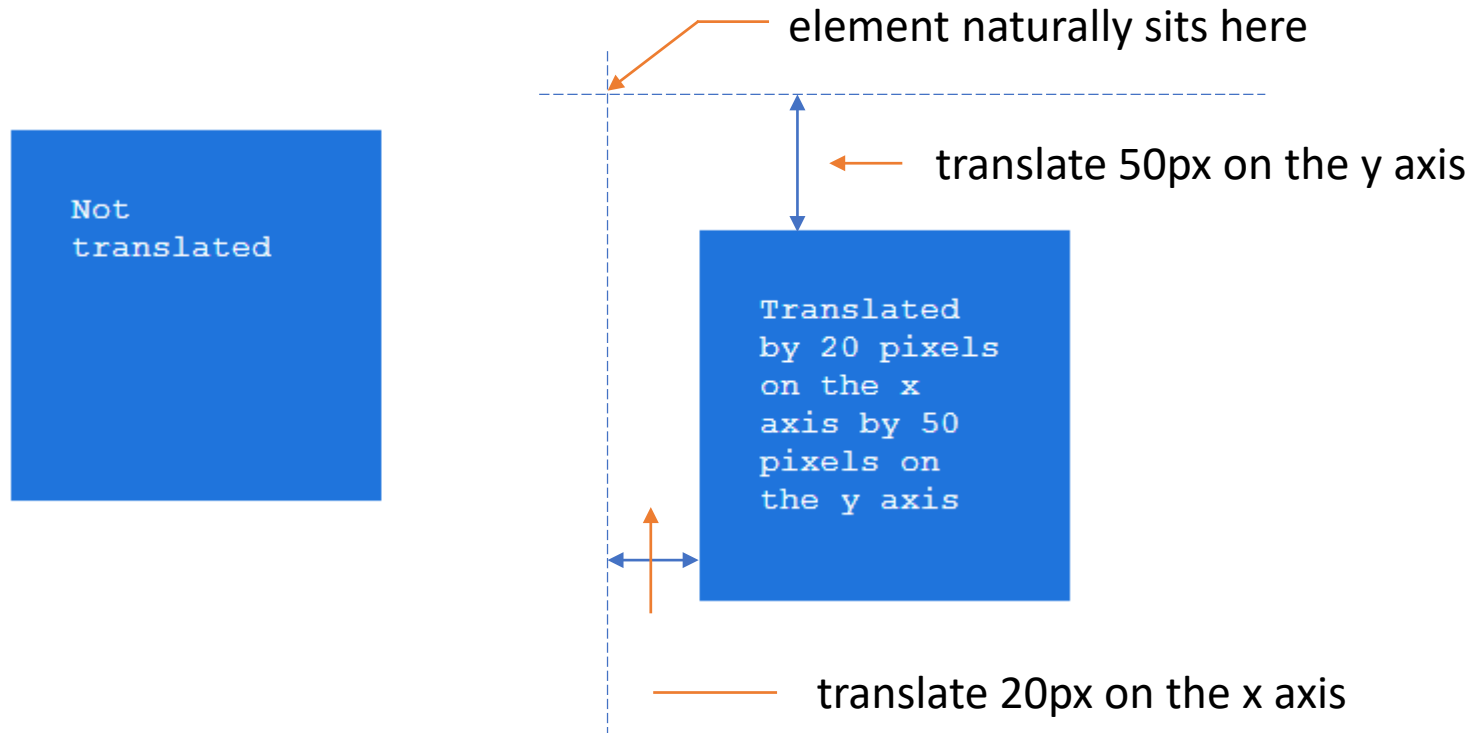 element naturally sits here
translate 50px on the y axis
Not
translated
Translated
by 20 pixels
on the x
axis by 50
pixels on
the y axis
translate 20px on the x axis